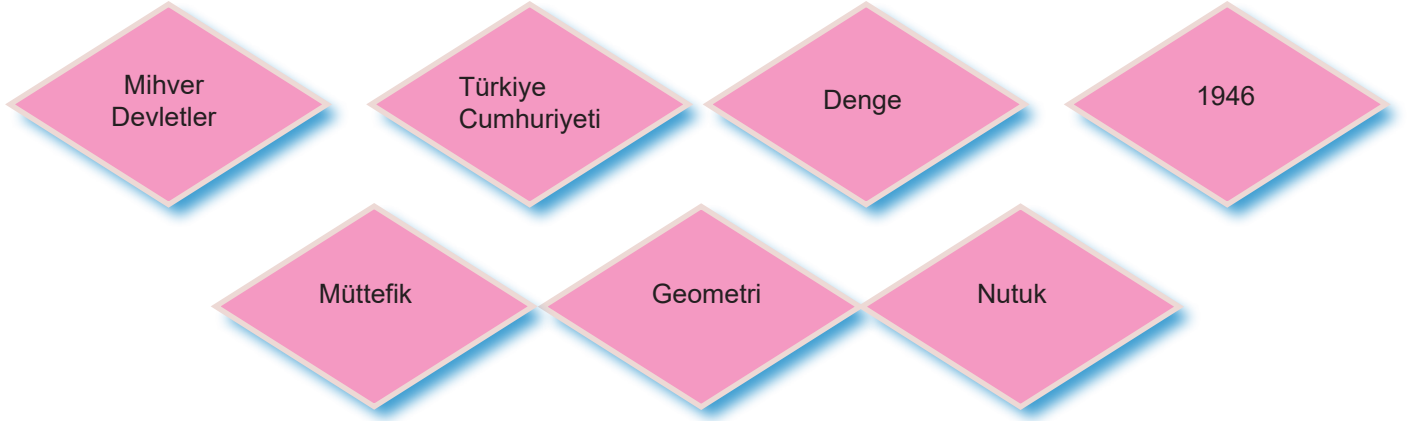 Mihver
Devletler
Türkiye
Cumhuriyeti
Denge
1946
Müttefik
Geometri
Nutuk